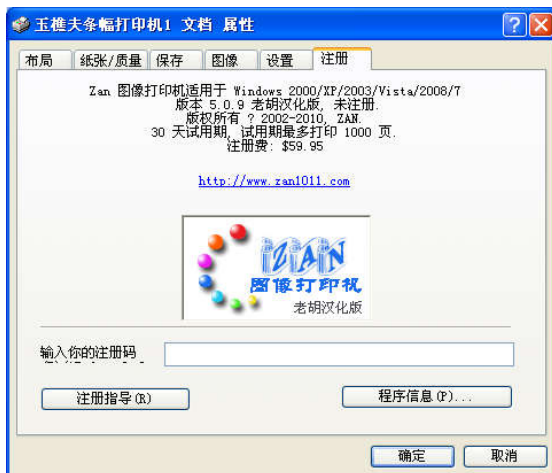 玉樵夫条幅打印机1 文档 属性
布局 纸张/质量 保存 图像 设置 注册
Zan 图像打印机适用于 Windows 2000/XP/2003/Vista/2008/7
版本 5.0.9 老胡汉化版, 未注册.
版权所有 ? 2002-2010, ZAN.
30 天试用期, 试用期最多打印 1000 页.
注册费: $59.95
http://www.zan1011.com
iZAN
图像打印机
老胡汉化版
输入你的注册码
注册指导(R) 程序信息(P)...
确定 取消